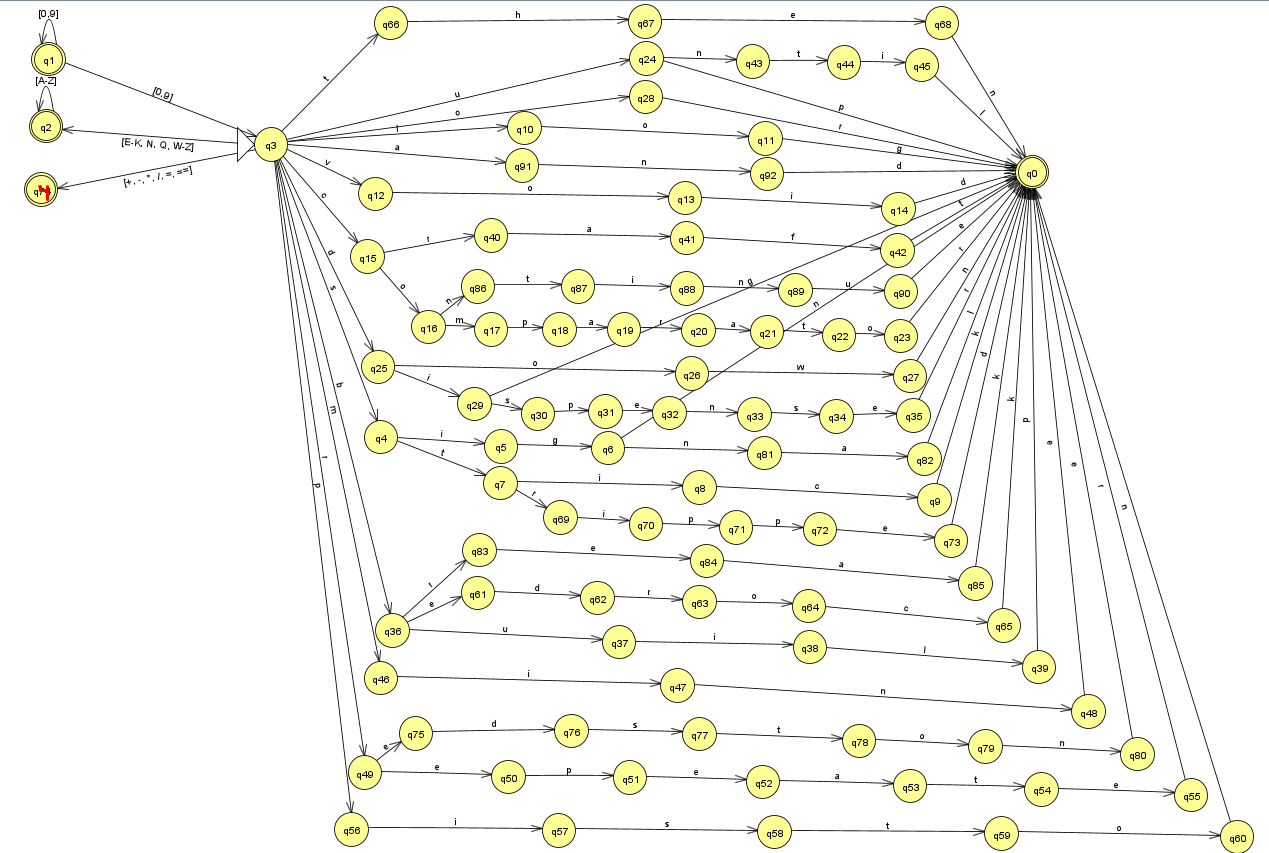 [0,9]
q66 h q67 e q68
q1
t q24 n q43 t q44 i q45 n
[A-Z] [0,9] u l
o q28 p
q2 l q10 o q11 r
[E-K, N, Q, W-Z] q3 a q91 n q92 g d q0
[+, -, *, /, =, ==] v q12 o q13 i q14 d
c q15 r q40 a q41 f q42 t
d o q86 t q87 i q88 n g q89 u q90 e
s n q16 m q17 p q18 a q19 r q20 a q21 n t q22 o q23 r
q25 o q26 w q27 n
i q29 s q30 p q31 e q32 n q33 s q34 e q35 r
b q4 i q5 g q6 n q81 a q82 l
m t q7 i q8 c q9 k
r r q69 i q70 p q71 p q72 e q73 d
p q83 e q84 a q85 k
r e q61 d q62 r q63 o q64 c q65 k
q36 u q37 i q38 l q39 p
q46 i q47 n q48 e
q75 d q76 s q77 t q78 o q79 n q80 e
e q49 e q50 p q51 e q52 a q53 t q54 e q55 r
q56 i q57 s q58 t q59 o q60 n